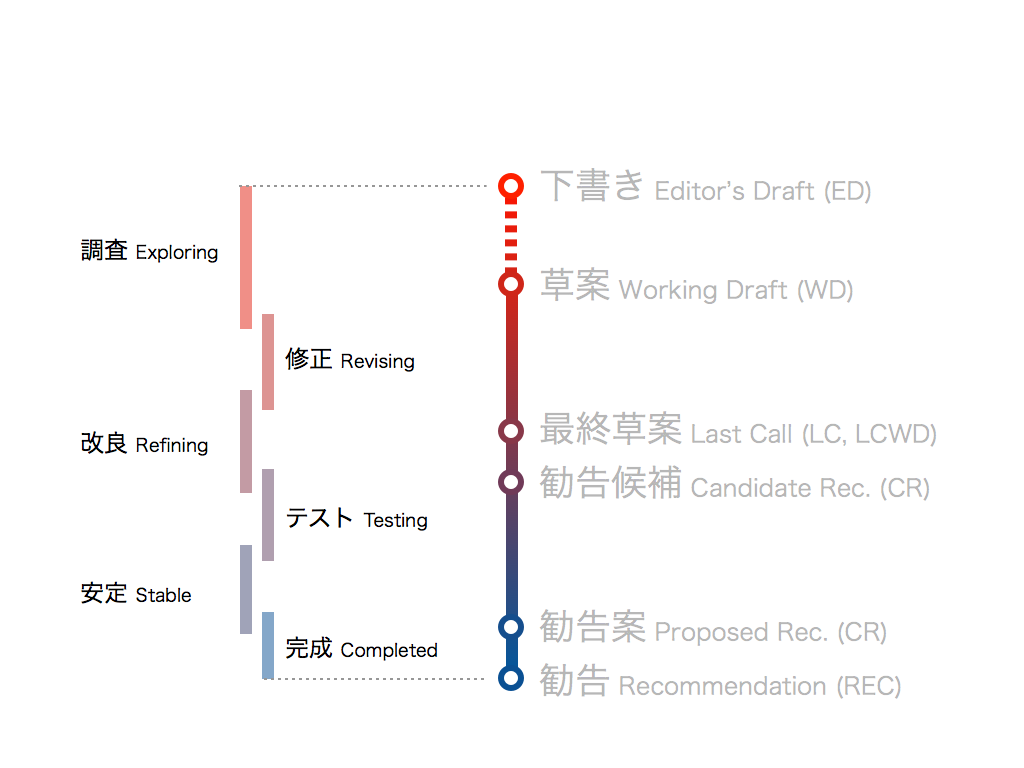 下書き Editor's Draft (ED)
調査 Exploring
草案 Working Draft (WD)
修正 Revising
最終草案 Last Call (LC, LCWD)
改良 Refining
勧告候補 Candidate Rec. (CR)
テスト Testing
安定 Stable
勧告案 Proposed Rec. (CR)
完成 Completed
勧告 Recommendation (REC)